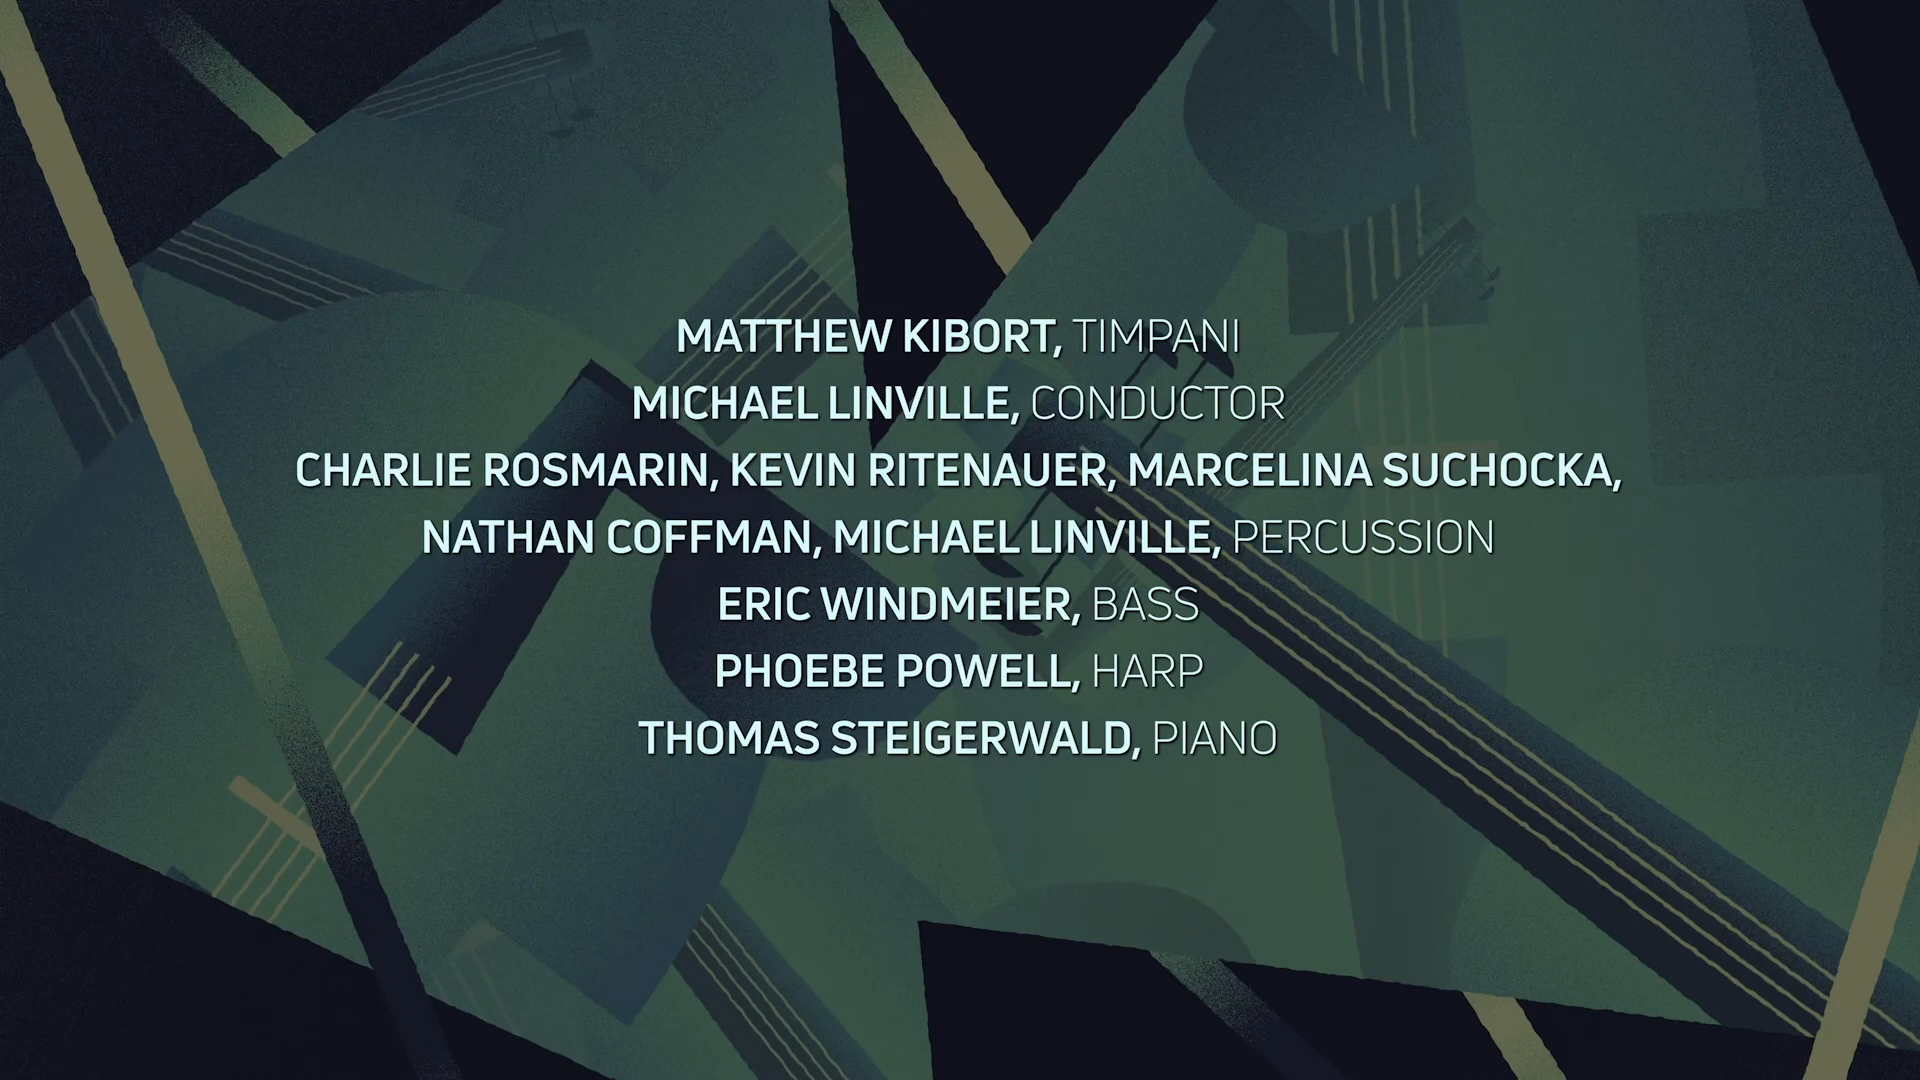 MATTHEW KIBORT, TIMPANI
MICHAEL LINVILLE, CONDUCTOR
CHARLIE ROSMARIN, KEVIN RITENAUER, MARCELINA SUCHOCKA,
NATHAN COFFMAN, MICHAEL LINVILLE, PERCUSSION
ERIC WINDMEIER, BASS
PHOEBE POWELL, HARP
THOMAS STEIGERWALD, PIANO